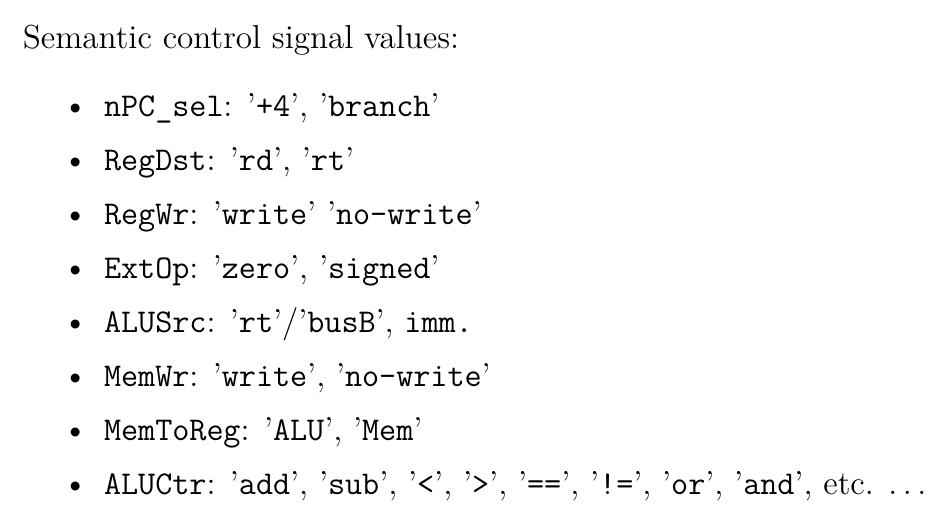 Semantic control signal values:
• nPC_sel: ’+4’, ’branch’
• RegDst: ’rd’, ’rt’
• RegWr: ’write’ ’no-write’
• ExtOp: ’zero’, ’signed’
• ALUSrc: ’rt’/’busB’, imm.
• MemWr: ’write’, ’no-write’
• MemToReg: ’ALU’, ’Mem’
• ALUCtr: ’add’, ’sub’, ’<’, ’>’, ’==’, ’!=’, ’or’, ’and’, etc. ...